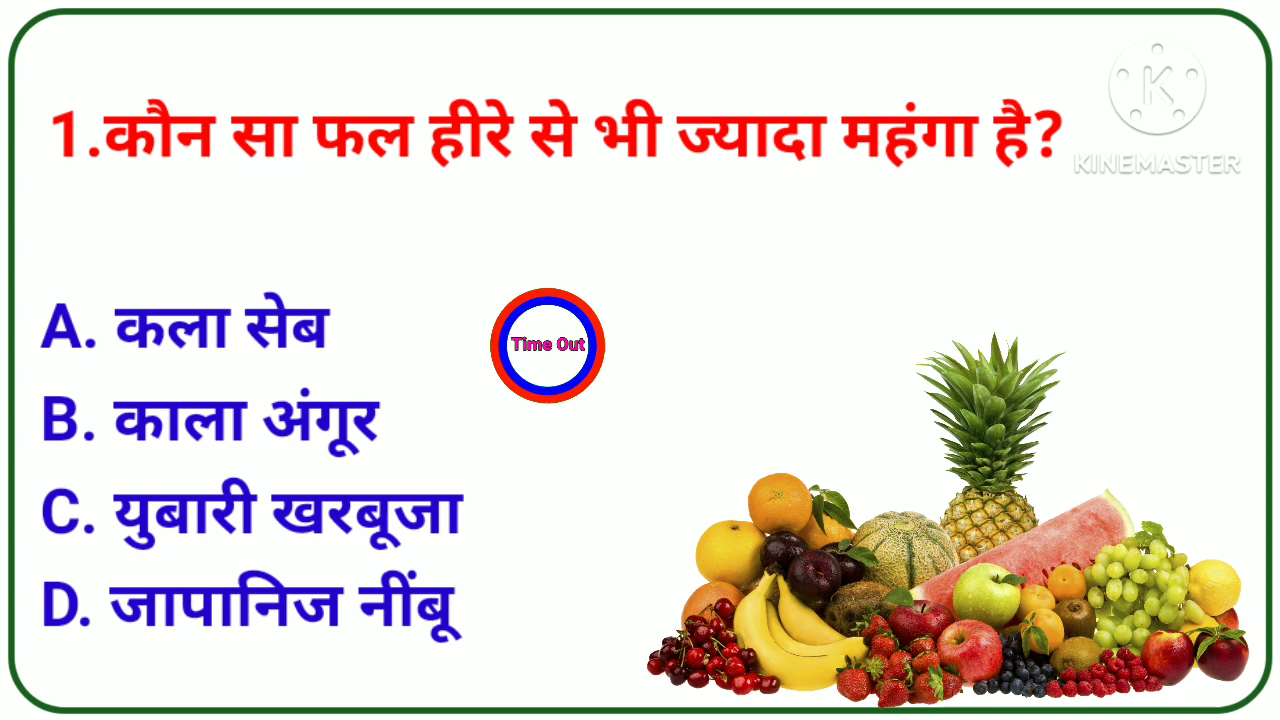 1.कौन सा फल हीरे से भी ज्यादा महंगा है?
KINEMASTER
A. कला सेब
Time Out
B. काला अंगूर
C. युबारी खरबूजा
D. जापानिज नींबू